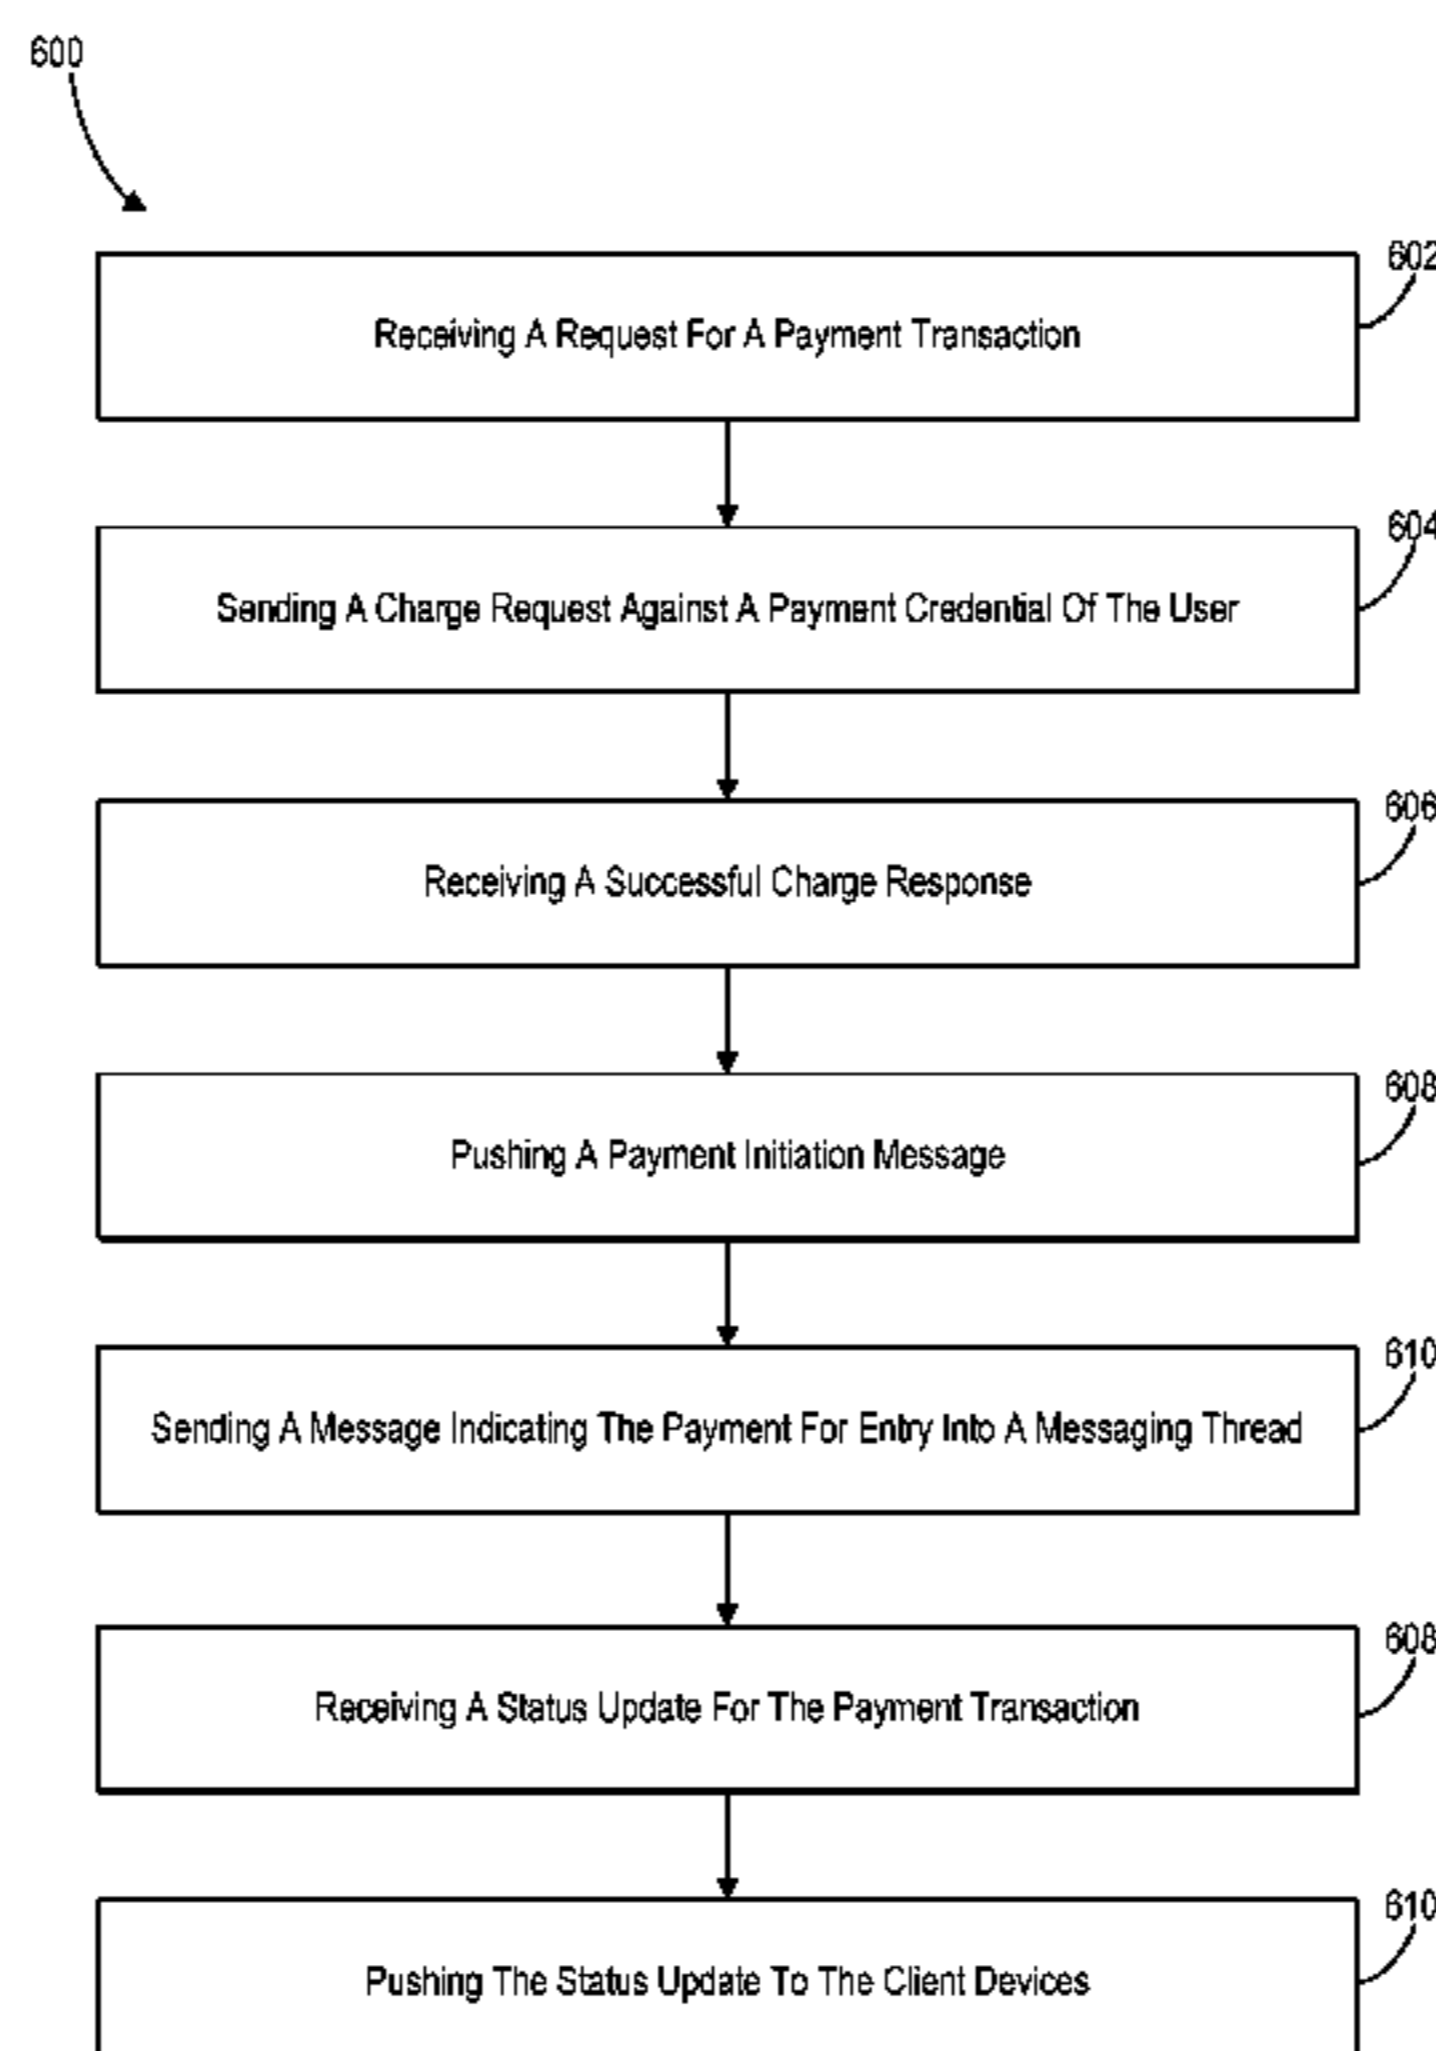 600
602
Receiving A Request For A Payment Transaction
604
Sending A Charge Request Against A Payment Credential Of The User
606
Receiving A Successful Charge Response
608
Pushing A Payment Initiation Message
610
Sending A Message Indicating The Payment For Entry Into A Messaging Thread
608
Receiving A Status Update For The Payment Transaction
610
Pushing The Status Update To The Client Devices